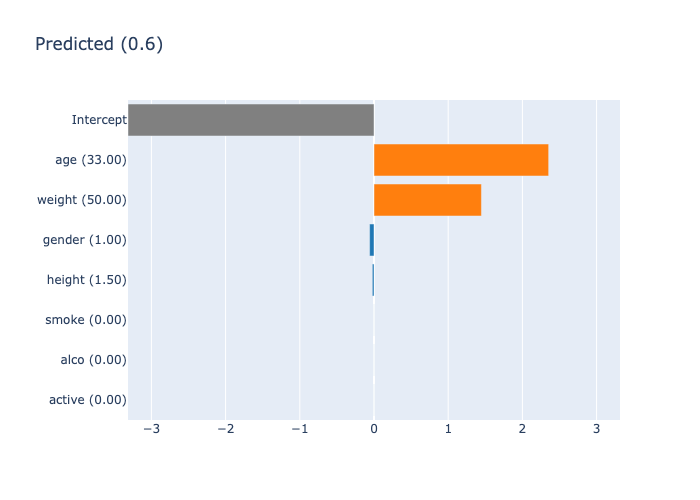 Predicted (0.6)
Intercept
age (33.00)
weight (50.00)
gender (1.00)
height (1.50)
smoke (0.00)
alco (0.00)
active (0.00)
−3 −2 −1 0 1 2 3